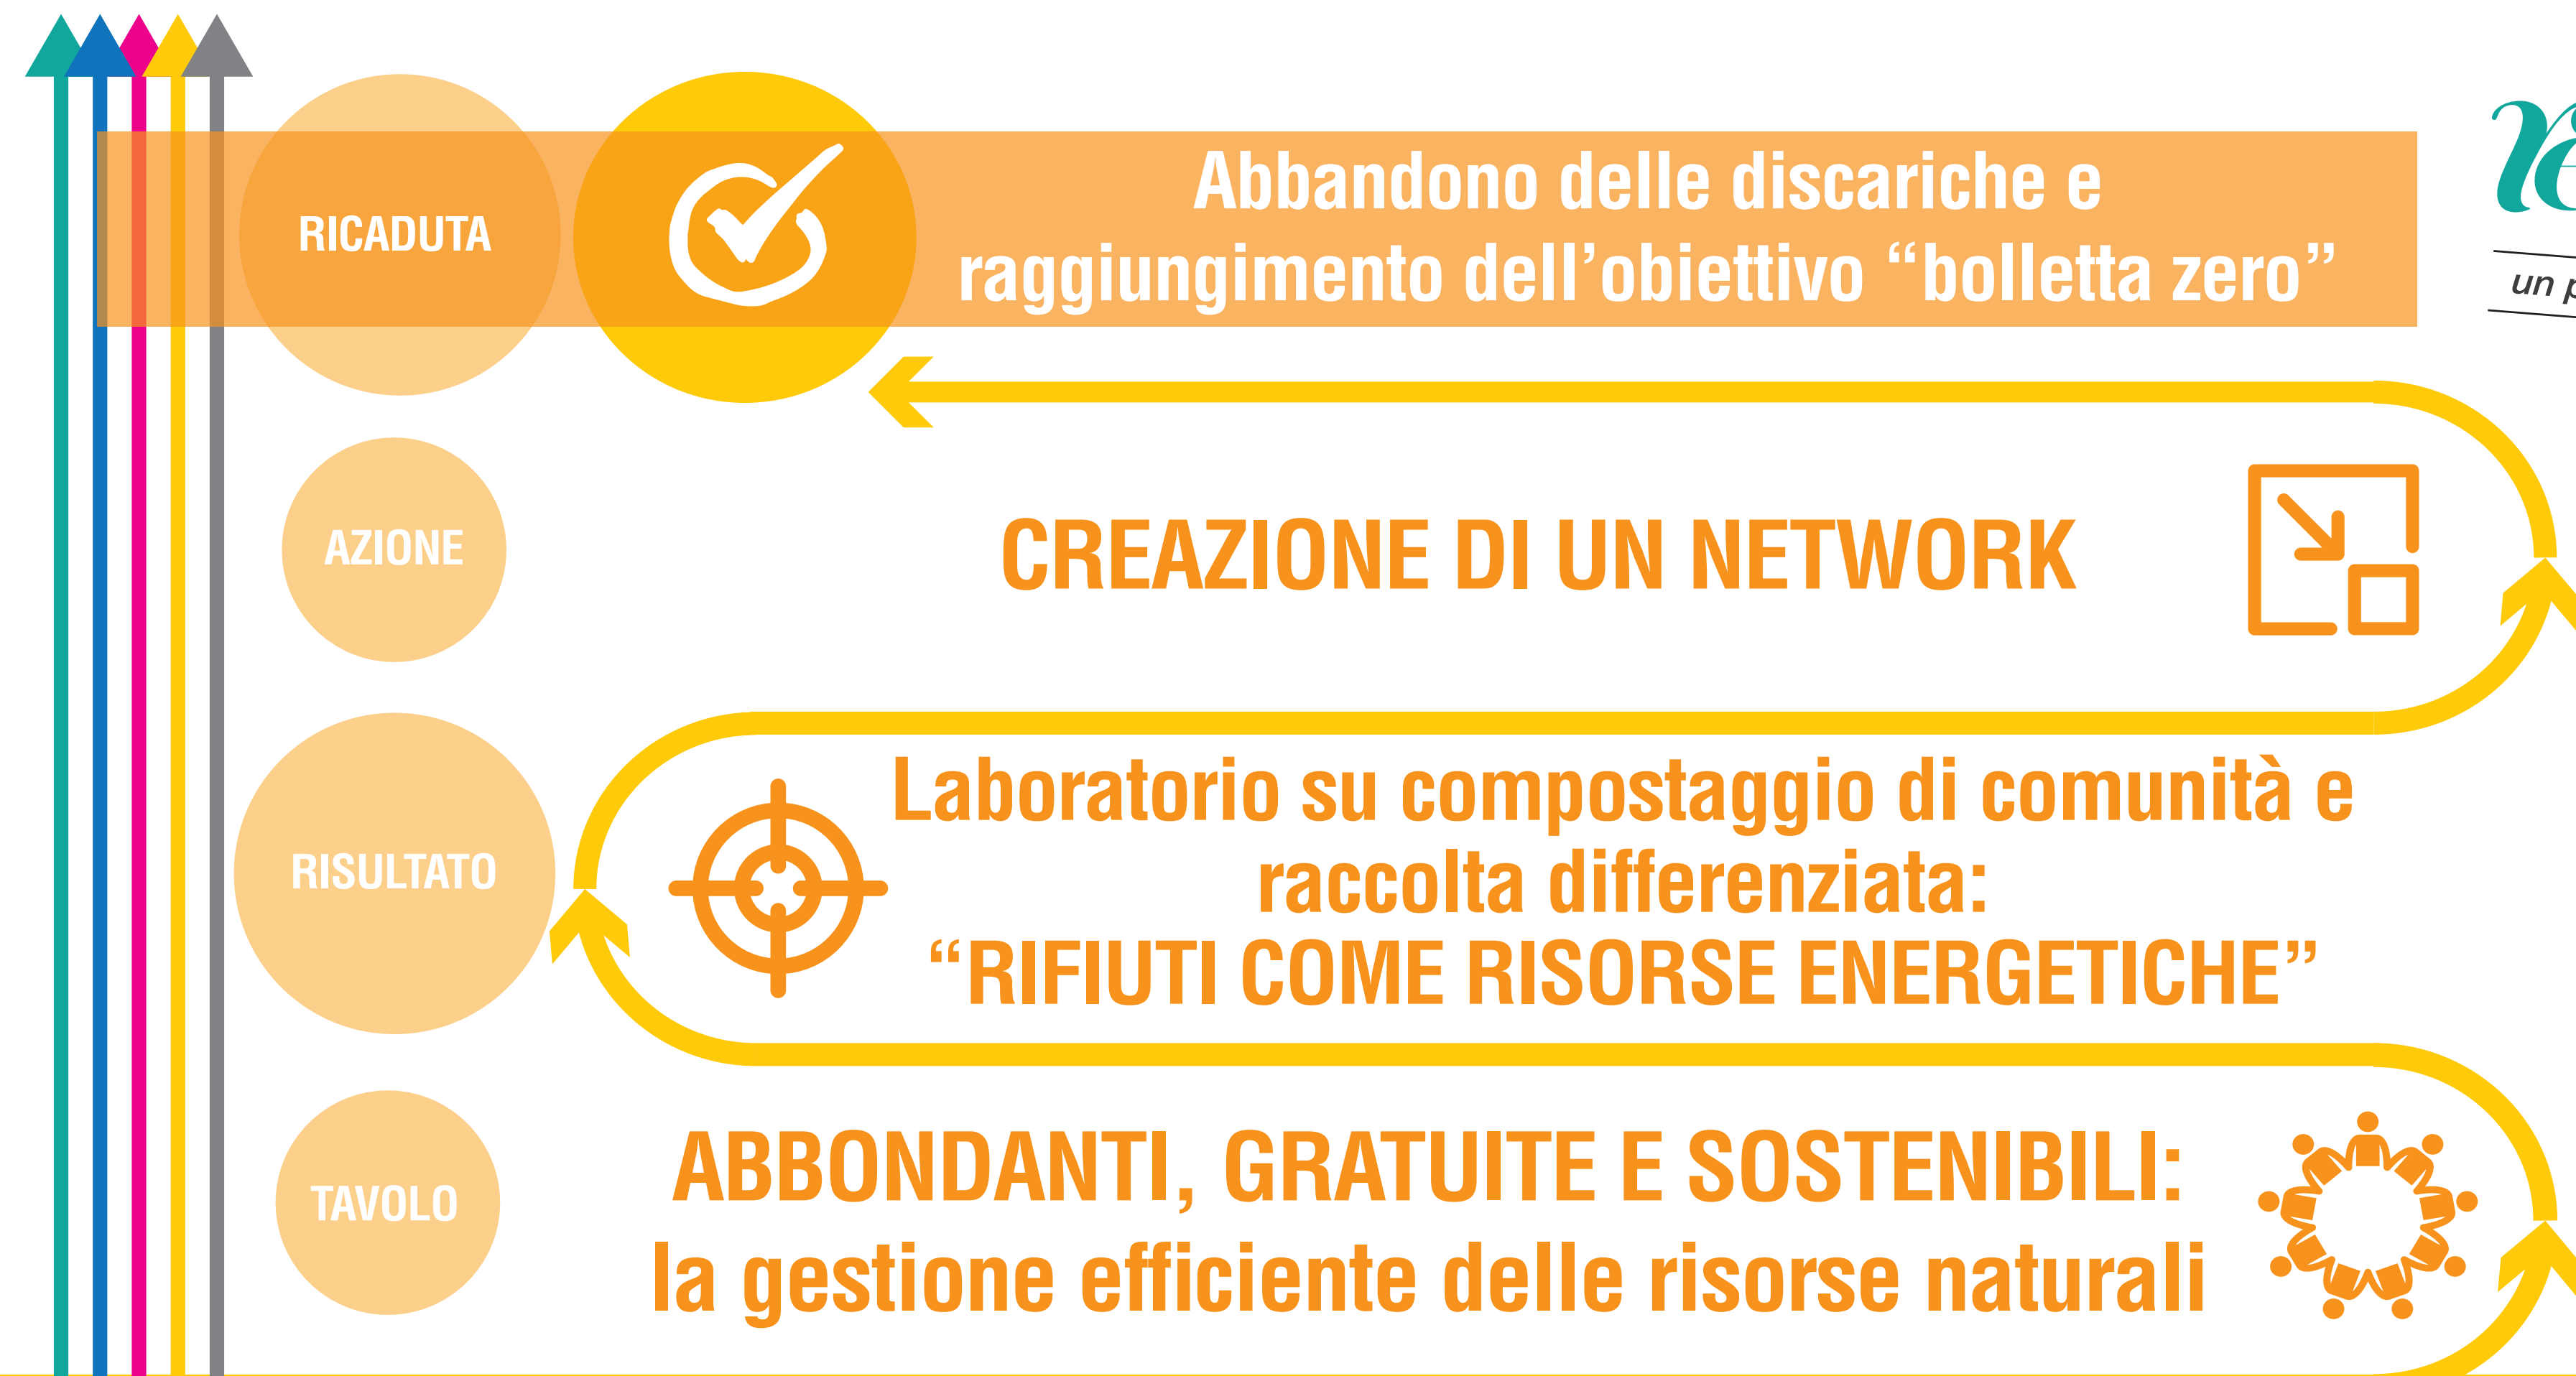 RICADUTA
Abbandono delle discariche e
raggiungimento dell’obiettivo “bolletta zero”
un
AZIONE
CREAZIONE DI UN NETWORK
RISULTATO
Laboratorio su compostaggio di comunità e
raccolta differenziata:
“RIFIUTI COME RISORSE ENERGETICHE”
TAVOLO
ABBONDANTI, GRATUITE E SOSTENIBILI:
la gestione efficiente delle risorse naturali